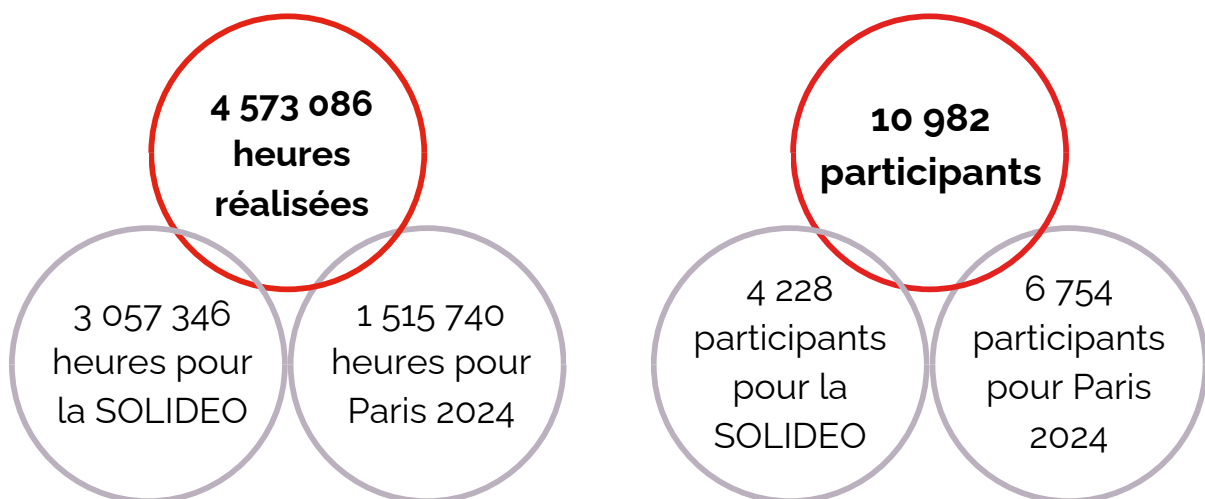 4 573 086
heures
réalisées
3 057 346
heures pour
la SOLIDEO
1 515 740
heures pour
Paris 2024
10 982
participants
4 228
participants
pour la
SOLIDEO
6 754
participants
pour Paris
2024